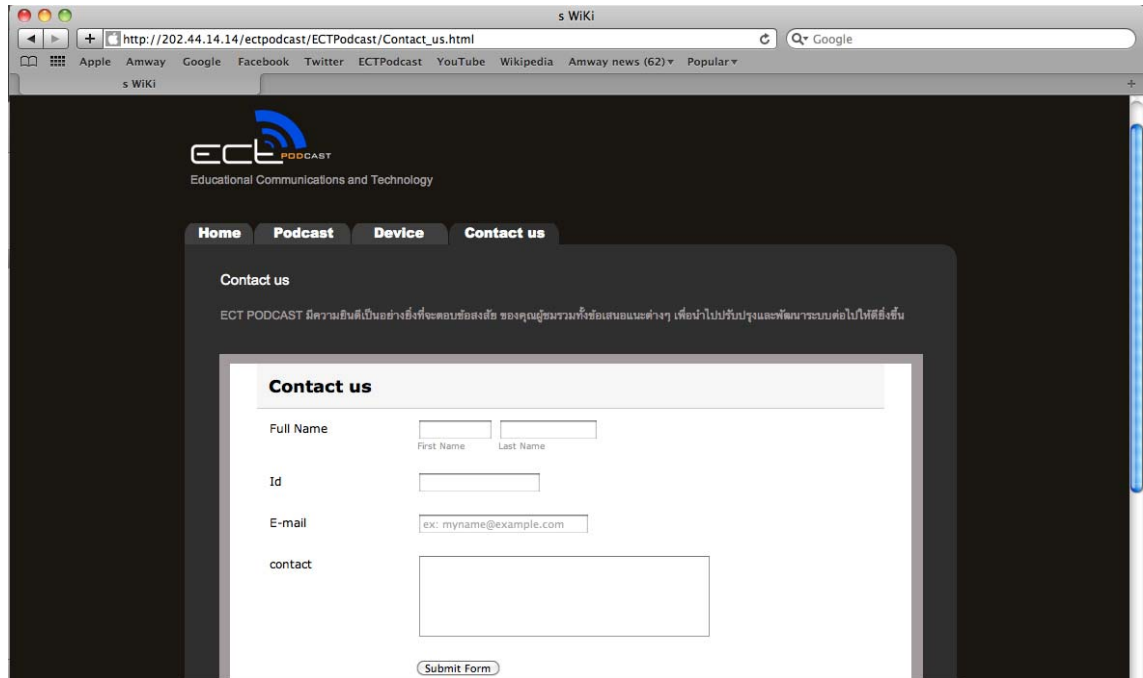 s WiKi
http://202.44.14.14/ectpodcast/ECTPodcast/Contact_us.html
Google
Apple Amway Google Facebook Twitter ECTPodcast YouTube Wikipedia Amway news (62) Popular
s WiKi
ect PODCAST
Educational Communications and Technology
Home Podcast Device Contact us
Contact us
ECT PODCAST มีความยินดีเป็นอย่างยิ่งที่จะตอบข้อสงสัย ของคุณผู้ชมรวมทั้งข้อเสนอแนะต่างๆ เพื่อนำไปปรับปรุงและพัฒนาระบบต่อไปให้ดียิ่งขึ้น
Contact us
Full Name
First Name Last Name
Id
E-mail ex: myname@example.com
contact
Submit Form